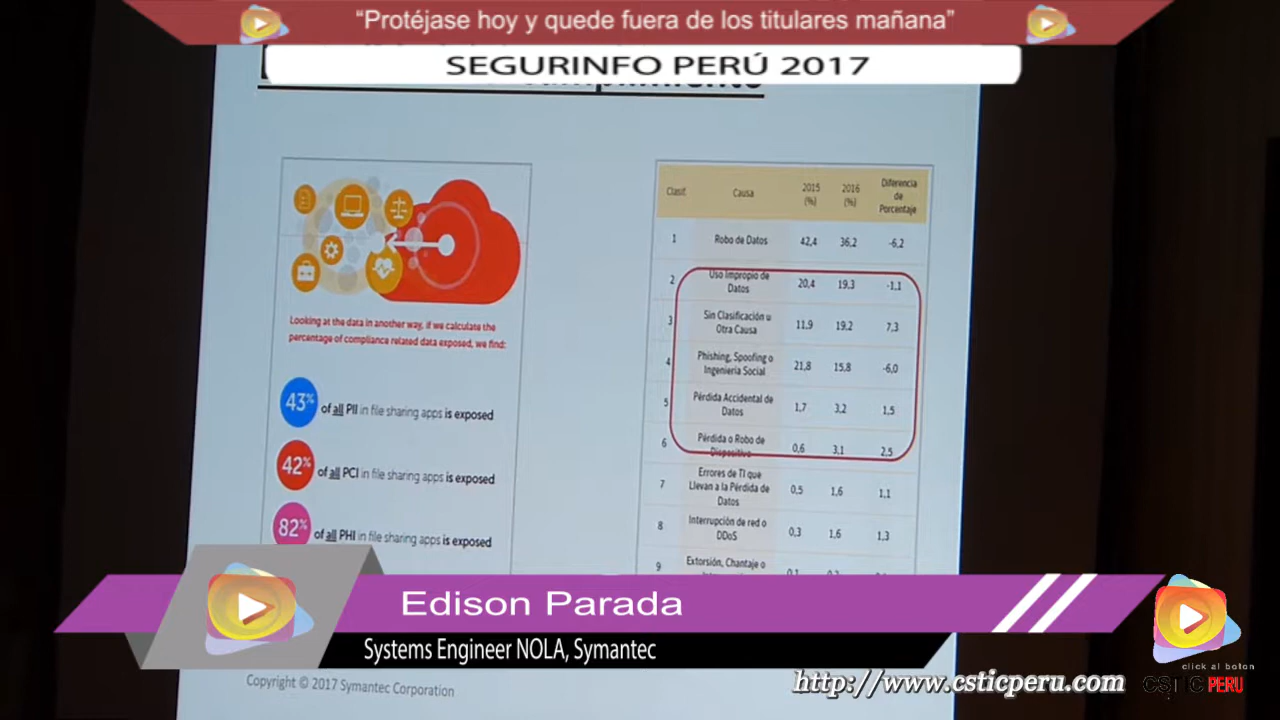 “Protéjase hoy y quede fuera de los titulares mañana”
SEGURINFO PERÚ 2017
Looking at the data in another way, if we calculate the
percentage of compliance related data exposed, we find:
43% of all PII in file sharing apps is exposed
42% of all PCI in file sharing apps is exposed
82% of all PHI in file sharing apps is exposed
Clasif. Causa 2015 (%) 2016 (%) Diferencia de Porcentaje
1 Robo de Datos 42,4 36,2 -6,2
2 Uso Impropio de Datos 20,4 19.3 -1,1
3 Sin Clasificación u Otra Causa 11.9 19.2 7,3
4 Phishing, Spoofing o Ingeniería Social 21,8 15,8 -6,0
5 Pérdida Accidental de Datos 1,7 3,2 1,5
6 Pérdida o Robo de Dispositivo 0,6 3,1 2,5
7 Errores de TI que Llevan a la Pérdida de Datos 0,5 1,6 1,1
8 Interrupción de red o DDoS 0,3 1,6 1,3
9 Extorsión, Chantaje o
Edison Parada
Systems Engineer NOLA, Symantec
Copyright © 2017 Symantec Corporation
http://www.csticperu.com
click al boton
CSTIC PERU